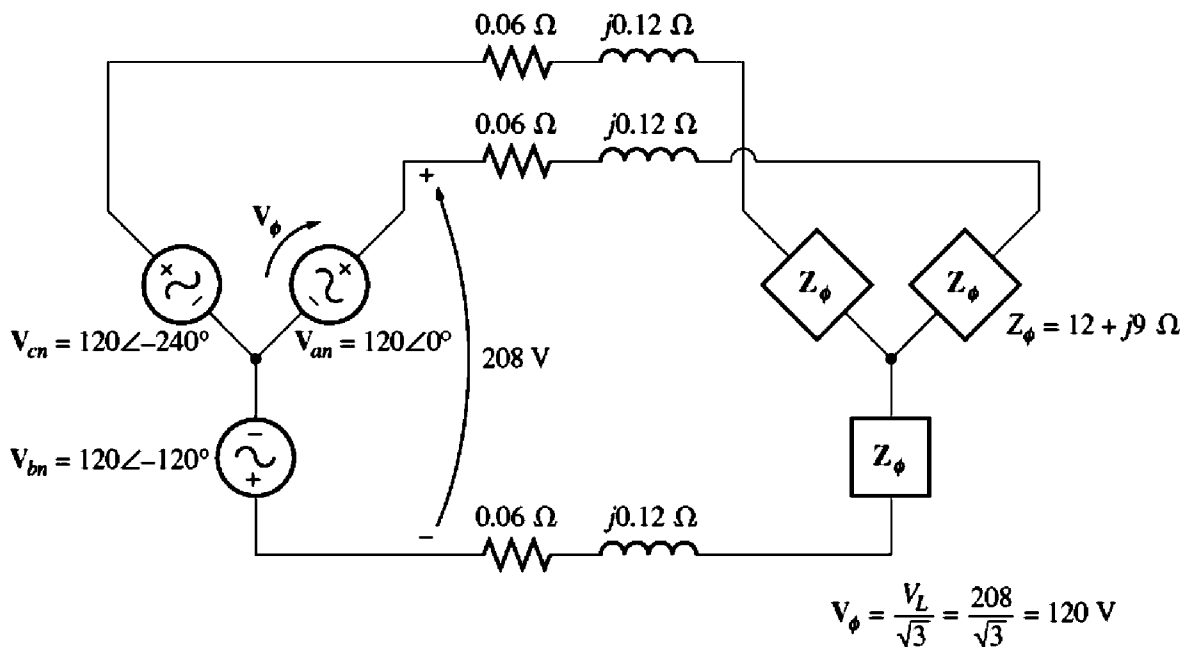 0.06 Ω j0.12 Ω
0.06 Ω j0.12 Ω
+
V_ϕ
+ − − +
Z_ϕ Z_ϕ
V_cn = 120∠–240° V_an = 120∠0° 208 V Z_ϕ = 12 + j9 Ω
V_bn = 120∠–120° − + Z_ϕ
− 0.06 Ω j0.12 Ω
V_ϕ = V_L/√3 = 208/√3 = 120 V